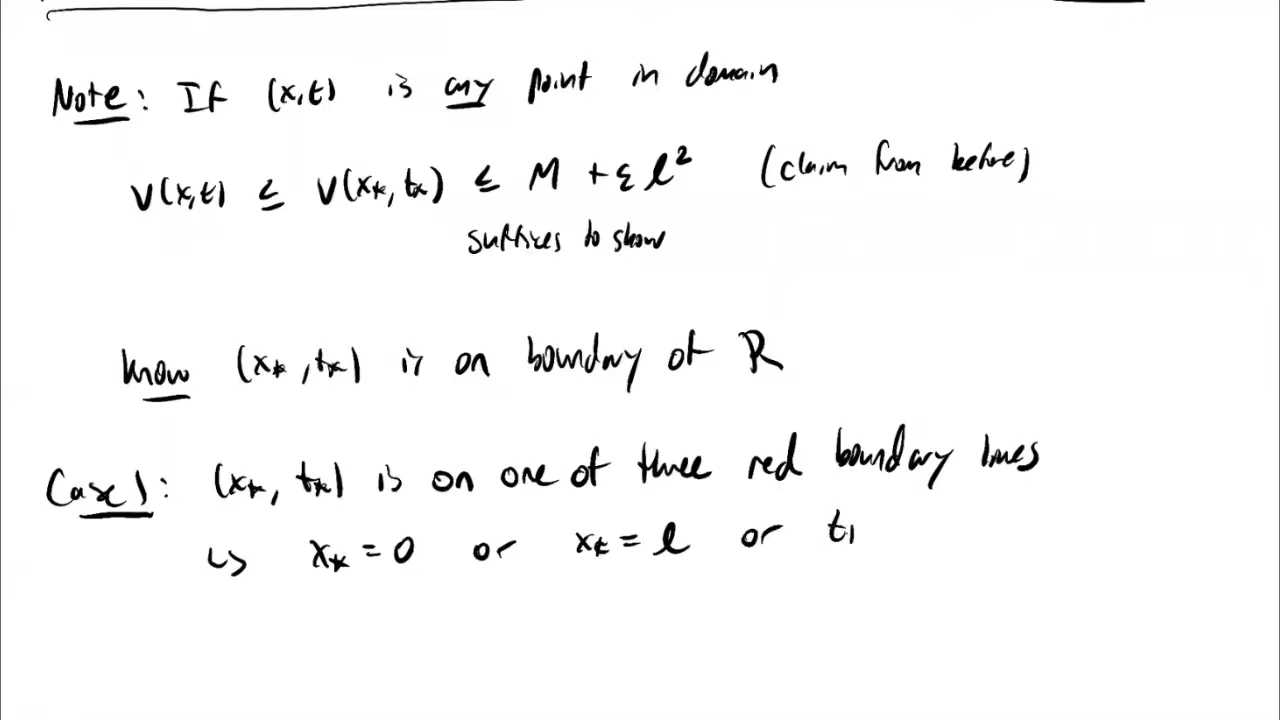 Note: If (x,t) is any point in domain
V(x,t) ≤ V(x*, t*) ≤ M + ε l² (claim from before)
suffices to show
know (x*, t*) is on boundary of R
Case 1: (x*, t*) is on one of three red boundary lines
↳ x* = 0 or x* = l or t